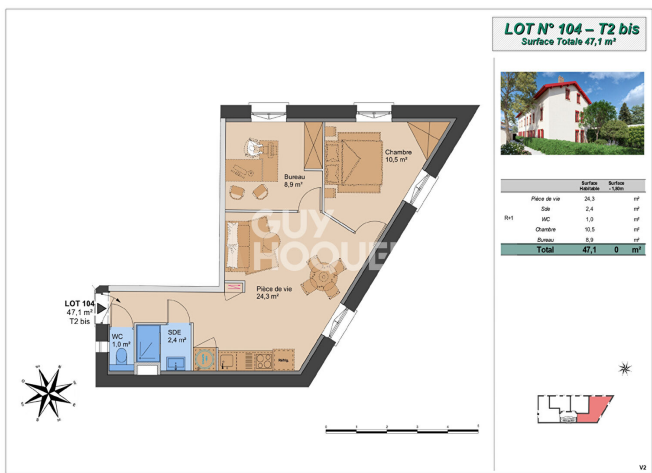 LOT N° 104 – T2 bis
Surface Totale 47,1 m²
Chambre
10,5 m²
Bureau
8,9 m²
GUY
HOQUET
Pièce de vie
24,3 m²
LOT 104
47,1 m²
T2 bis
WC
1,0 m²
SDE
2,4 m²
Réfrig.
Surface Habitable
Surface -1,80m
Pièce de vie 24,3 m²
Sde 2,4 m²
R+1 WC 1,0 m²
Chambre 10,5 m²
Bureau 8,9 m²
Total 47,1 0 m²
V2